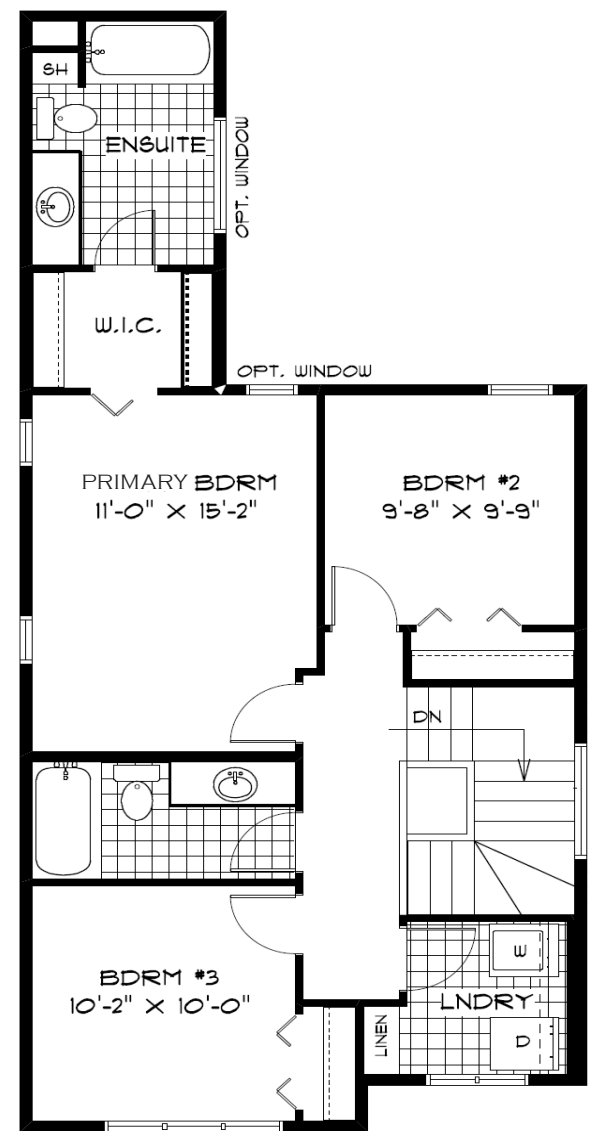 SH
ENSUITE
OPT. WINDOW
W.I.C.
OPT. WINDOW
PRIMARY BDRM
11'-0" X 15'-2"
BDRM #2
9'-8" X 9'-9"
DN
BDRM #3
10'-2" X 10'-0"
W
LNDRY
LINEN
D